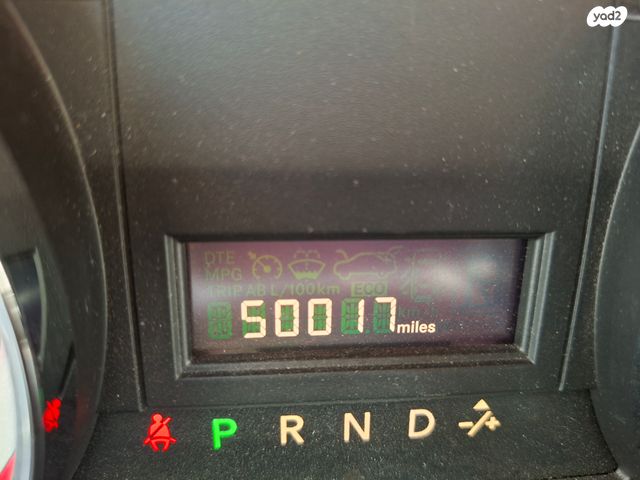 yad2
DTE
MPG
TRIP AB L/100km ECO
50017 miles
P R N D